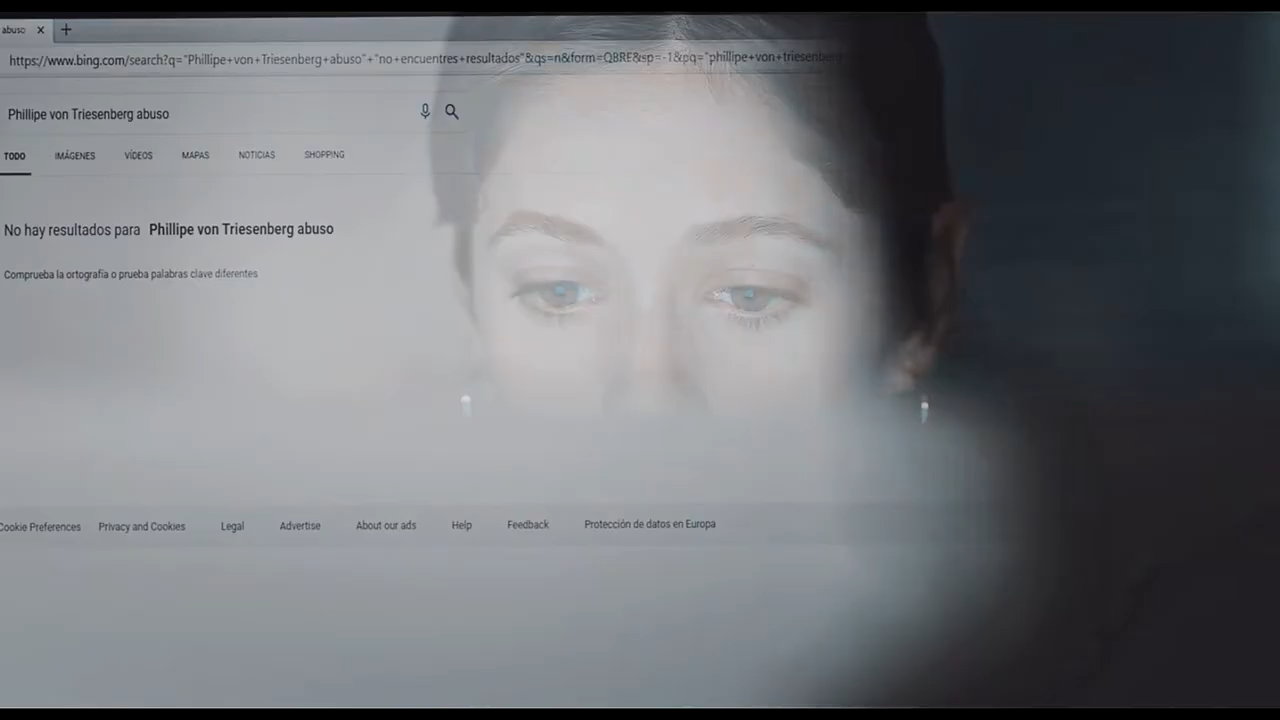 abuso
https://www.bing.com/search?q="Phillipe+von+Triesenberg+abuso"+"no+encuentres+resultados"&qs=n&form=QBRE&sp=-1&pq="phillipe+von+triesenberg
Phillipe von Triesenberg abuso
TODO IMÁGENES VÍDEOS MAPAS NOTICIAS SHOPPING
No hay resultados para Phillipe von Triesenberg abuso
Comprueba la ortografía o prueba palabras clave diferentes
Cookie Preferences Privacy and Cookies Legal Advertise About our ads Help Feedback Protección de datos en Europa